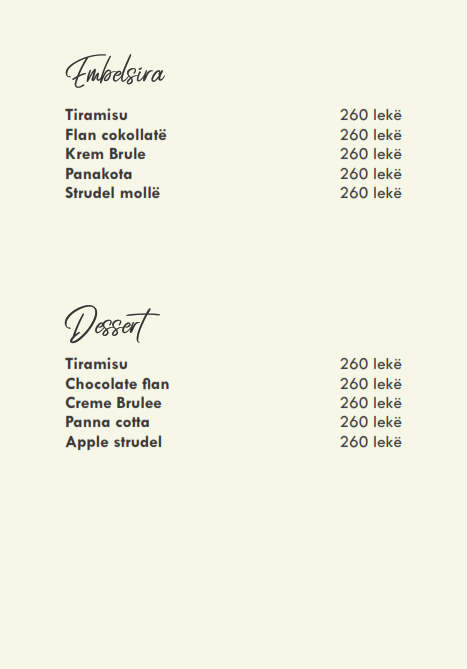 Embelsira
Tiramisu 260 lekë
Flan cokollatë 260 lekë
Krem Brule 260 lekë
Panakota 260 lekë
Strudel mollë 260 lekë
Dessert
Tiramisu 260 lekë
Chocolate flan 260 lekë
Creme Brulee 260 lekë
Panna cotta 260 lekë
Apple strudel 260 lekë